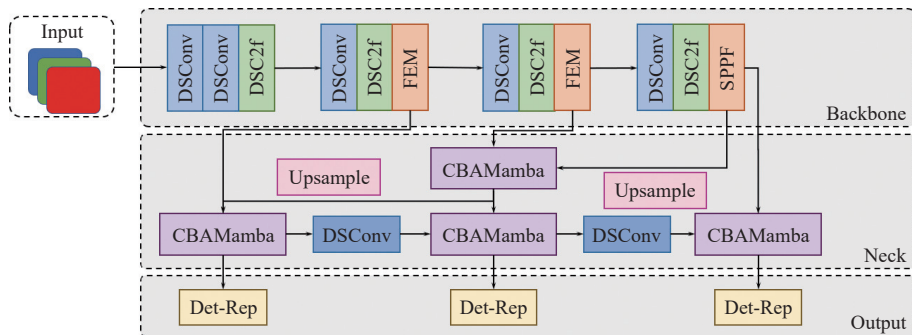 Input
DSConv
DSConv
DSC2f
DSConv
DSC2f
FEM
DSConv
DSC2f
FEM
DSConv
DSC2f
SPPF
Backbone
CBAMamba
Upsample
Upsample
CBAMamba
DSConv
CBAMamba
DSConv
CBAMamba
Neck
Det-Rep
Det-Rep
Det-Rep
Output